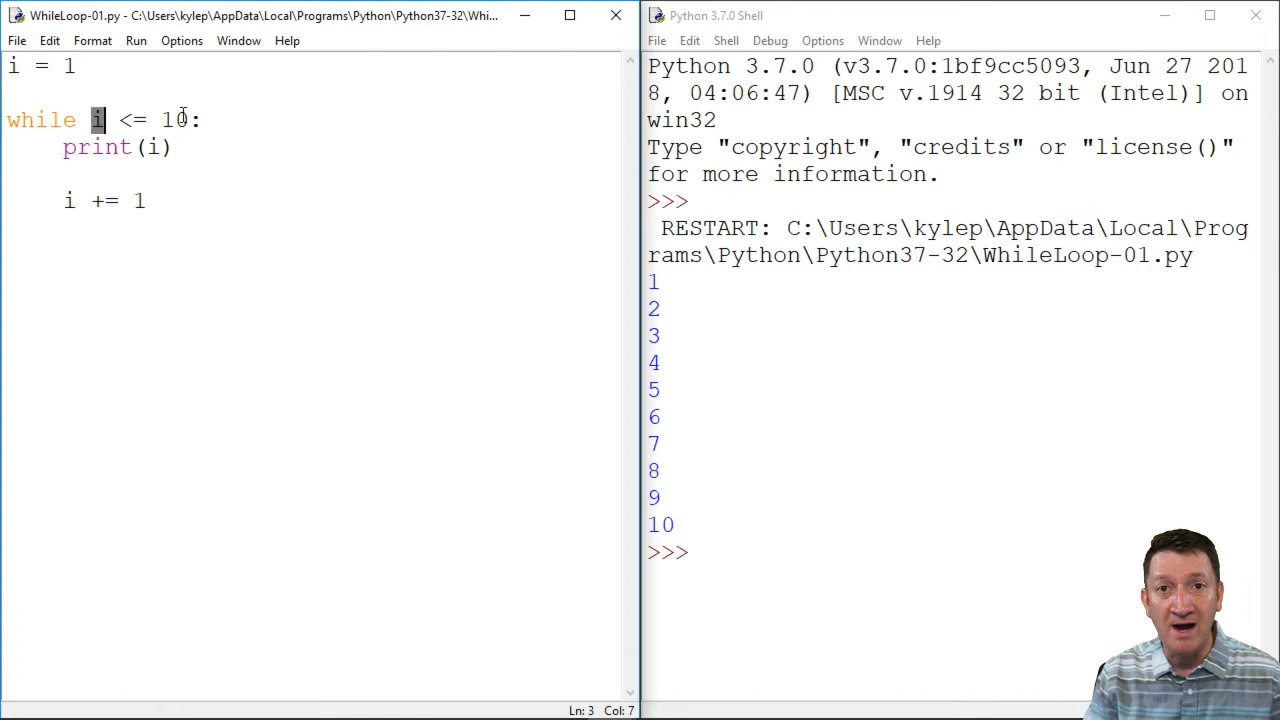 WhileLoop-01.py - C:\Users\kylep\AppData\Local\Programs\Python\Python37-32\Whi...
File Edit Format Run Options Window Help
i = 1
while i <= 10:
    print(i)
    i += 1
Ln: 3 Col: 7
Python 3.7.0 Shell
File Edit Shell Debug Options Window Help
Python 3.7.0 (v3.7.0:1bf9cc5093, Jun 27 201
8, 04:06:47) [MSC v.1914 32 bit (Intel)] on
win32
Type "copyright", "credits" or "license()"
for more information.
>>>
 RESTART: C:\Users\kylep\AppData\Local\Prog
rams\Python\Python37-32\WhileLoop-01.py
1
2
3
4
5
6
7
8
9
10
>>>